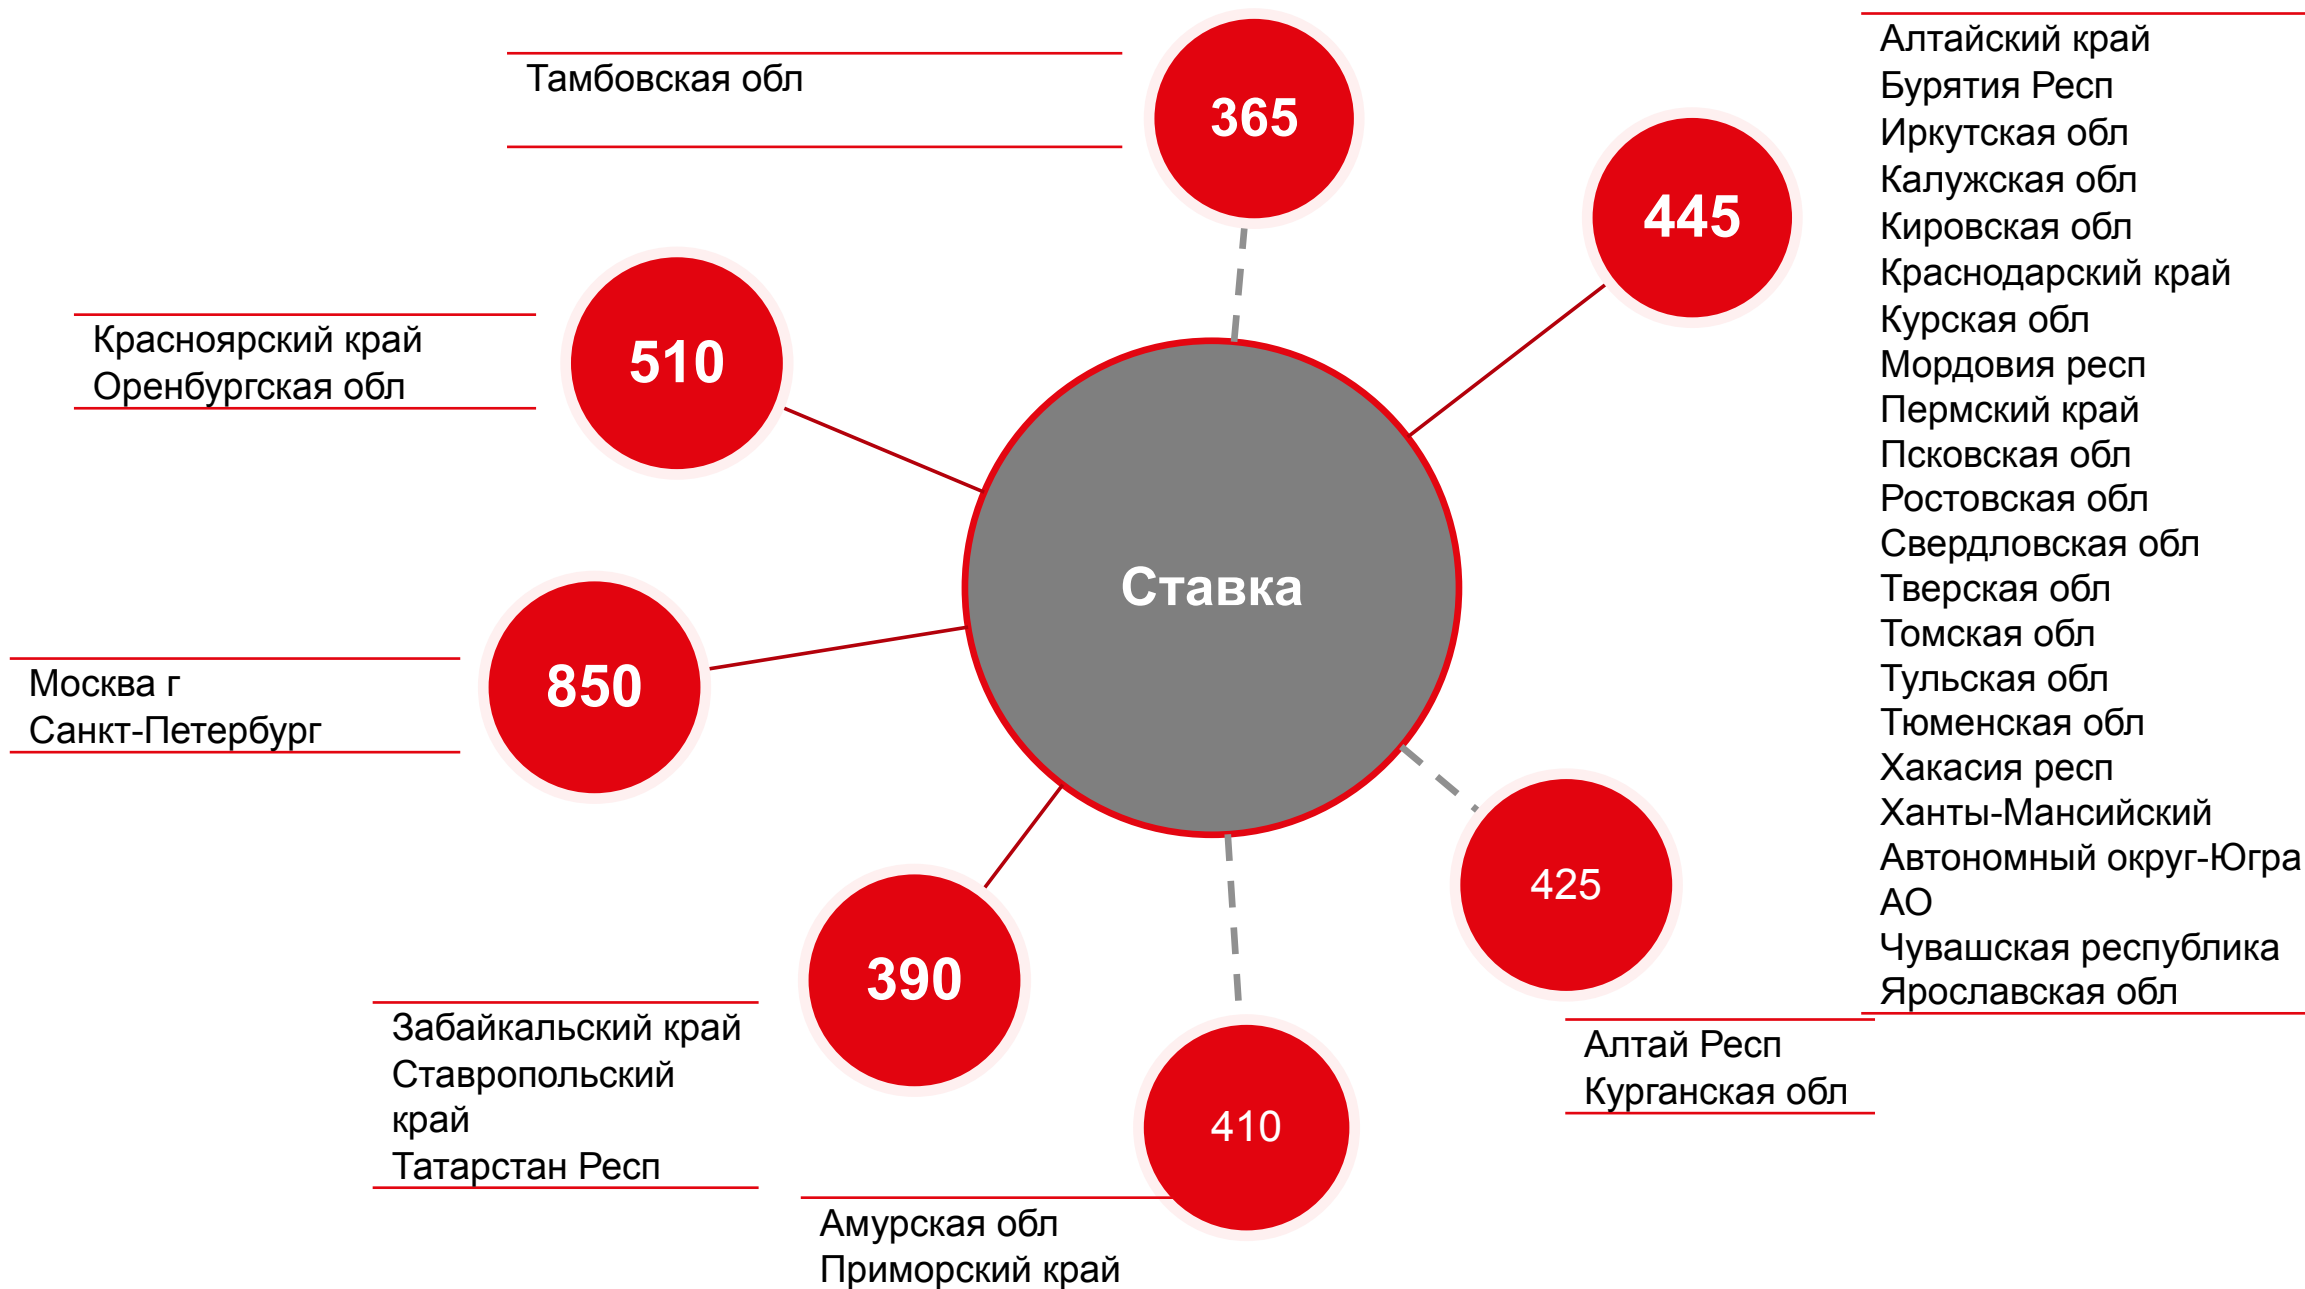 Тамбовская обл
365
445
Алтайский край
Бурятия Респ
Иркутская обл
Калужская обл
Кировская обл
Краснодарский край
Курская обл
Мордовия респ
Пермский край
Псковская обл
Ростовская обл
Свердловская обл
Тверская обл
Томская обл
Тульская обл
Тюменская обл
Хакасия респ
Ханты-Мансийский
Автономный округ-Югра
АО
Чувашская республика
Ярославская обл
Красноярский край
Оренбургская обл
510
Ставка
Москва г
Санкт-Петербург
850
390
Забайкальский край
Ставропольский
край
Татарстан Респ
425
Алтай Респ
Курганская обл
410
Амурская обл
Приморский край